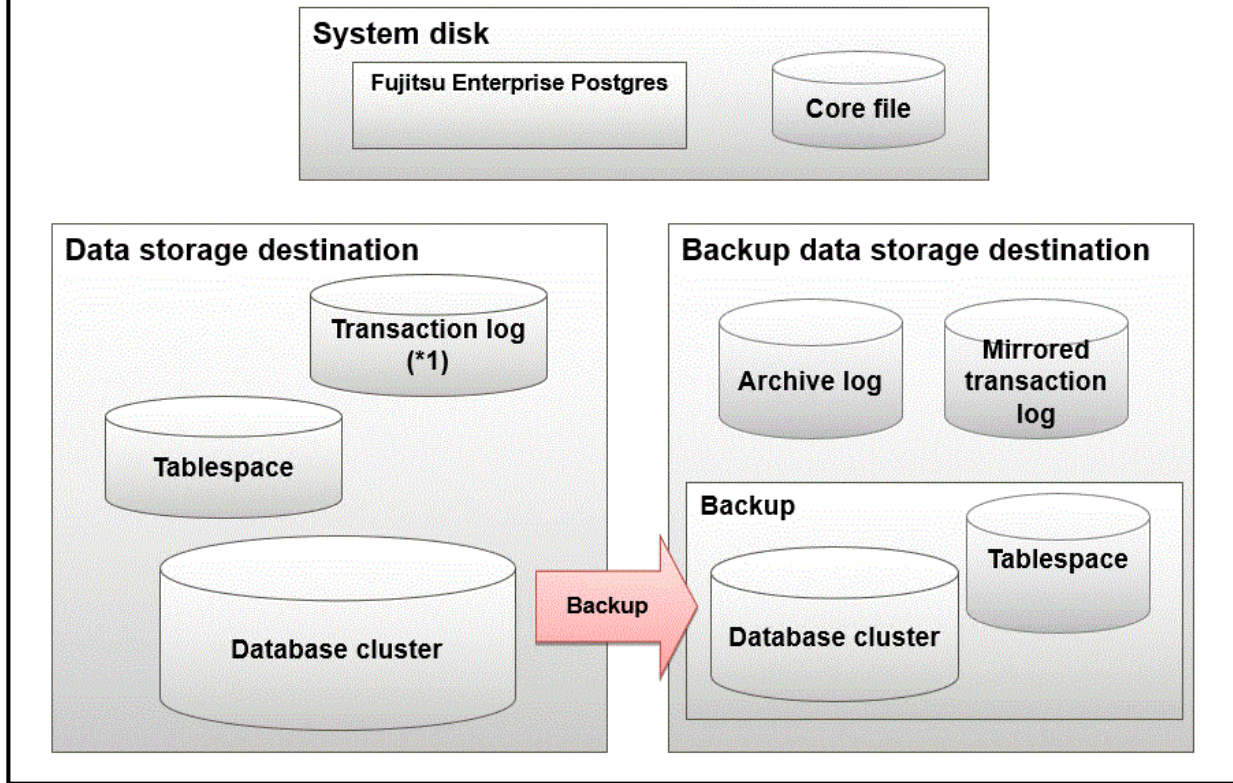 System disk
Fujitsu Enterprise Postgres
Core file
Data storage destination
Transaction log
(*1)
Tablespace
Database cluster
Backup
Backup data storage destination
Archive log
Mirrored
transaction
log
Backup
Tablespace
Database cluster